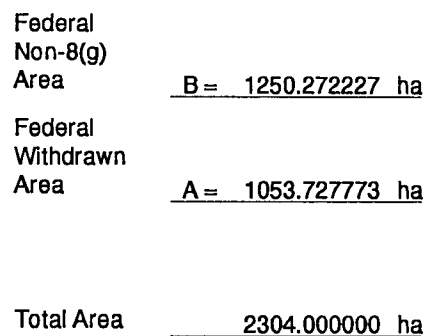 Federal
Non-8(g)
Area B = 1250.272227 ha
Federal
Withdrawn
Area A = 1053.727773 ha
Total Area 2304.000000 ha